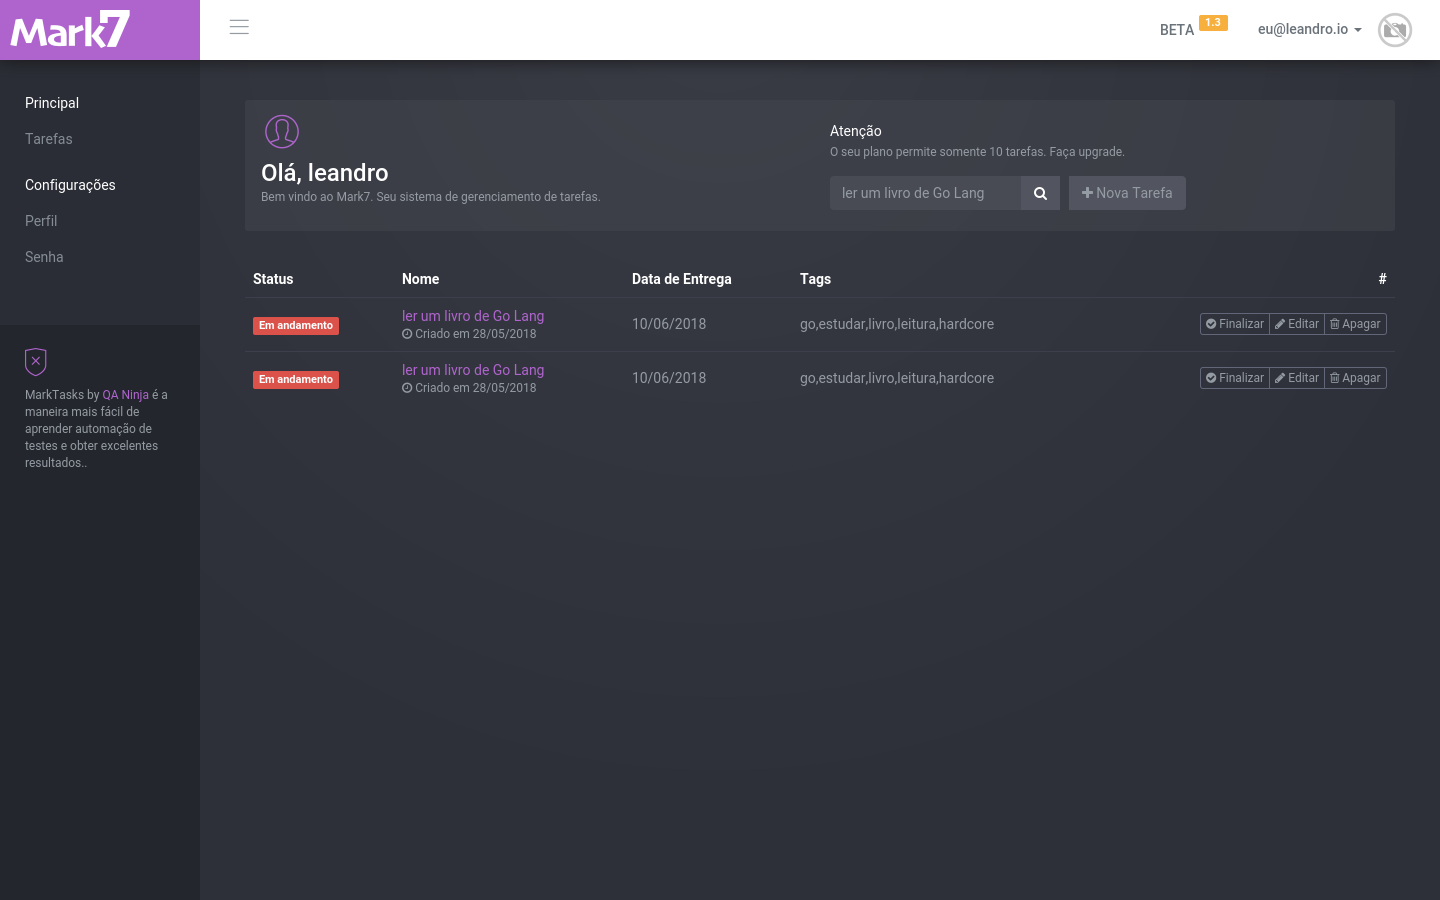 Mark7
BETA 1.3
eu@leandro.io
Principal
Tarefas
Configurações
Perfil
Senha
MarkTasks by QA Ninja é a
maneira mais fácil de
aprender automação de
testes e obter excelentes
resultados..
Olá, leandro
Bem vindo ao Mark7. Seu sistema de gerenciamento de tarefas.
Atenção
O seu plano permite somente 10 tarefas. Faça upgrade.
ler um livro de Go Lang
Nova Tarefa
Status Nome Data de Entrega Tags #
Em andamento
ler um livro de Go Lang
Criado em 28/05/2018
10/06/2018
go,estudar,livro,leitura,hardcore
Finalizar Editar Apagar
Em andamento
ler um livro de Go Lang
Criado em 28/05/2018
10/06/2018
go,estudar,livro,leitura,hardcore
Finalizar Editar Apagar